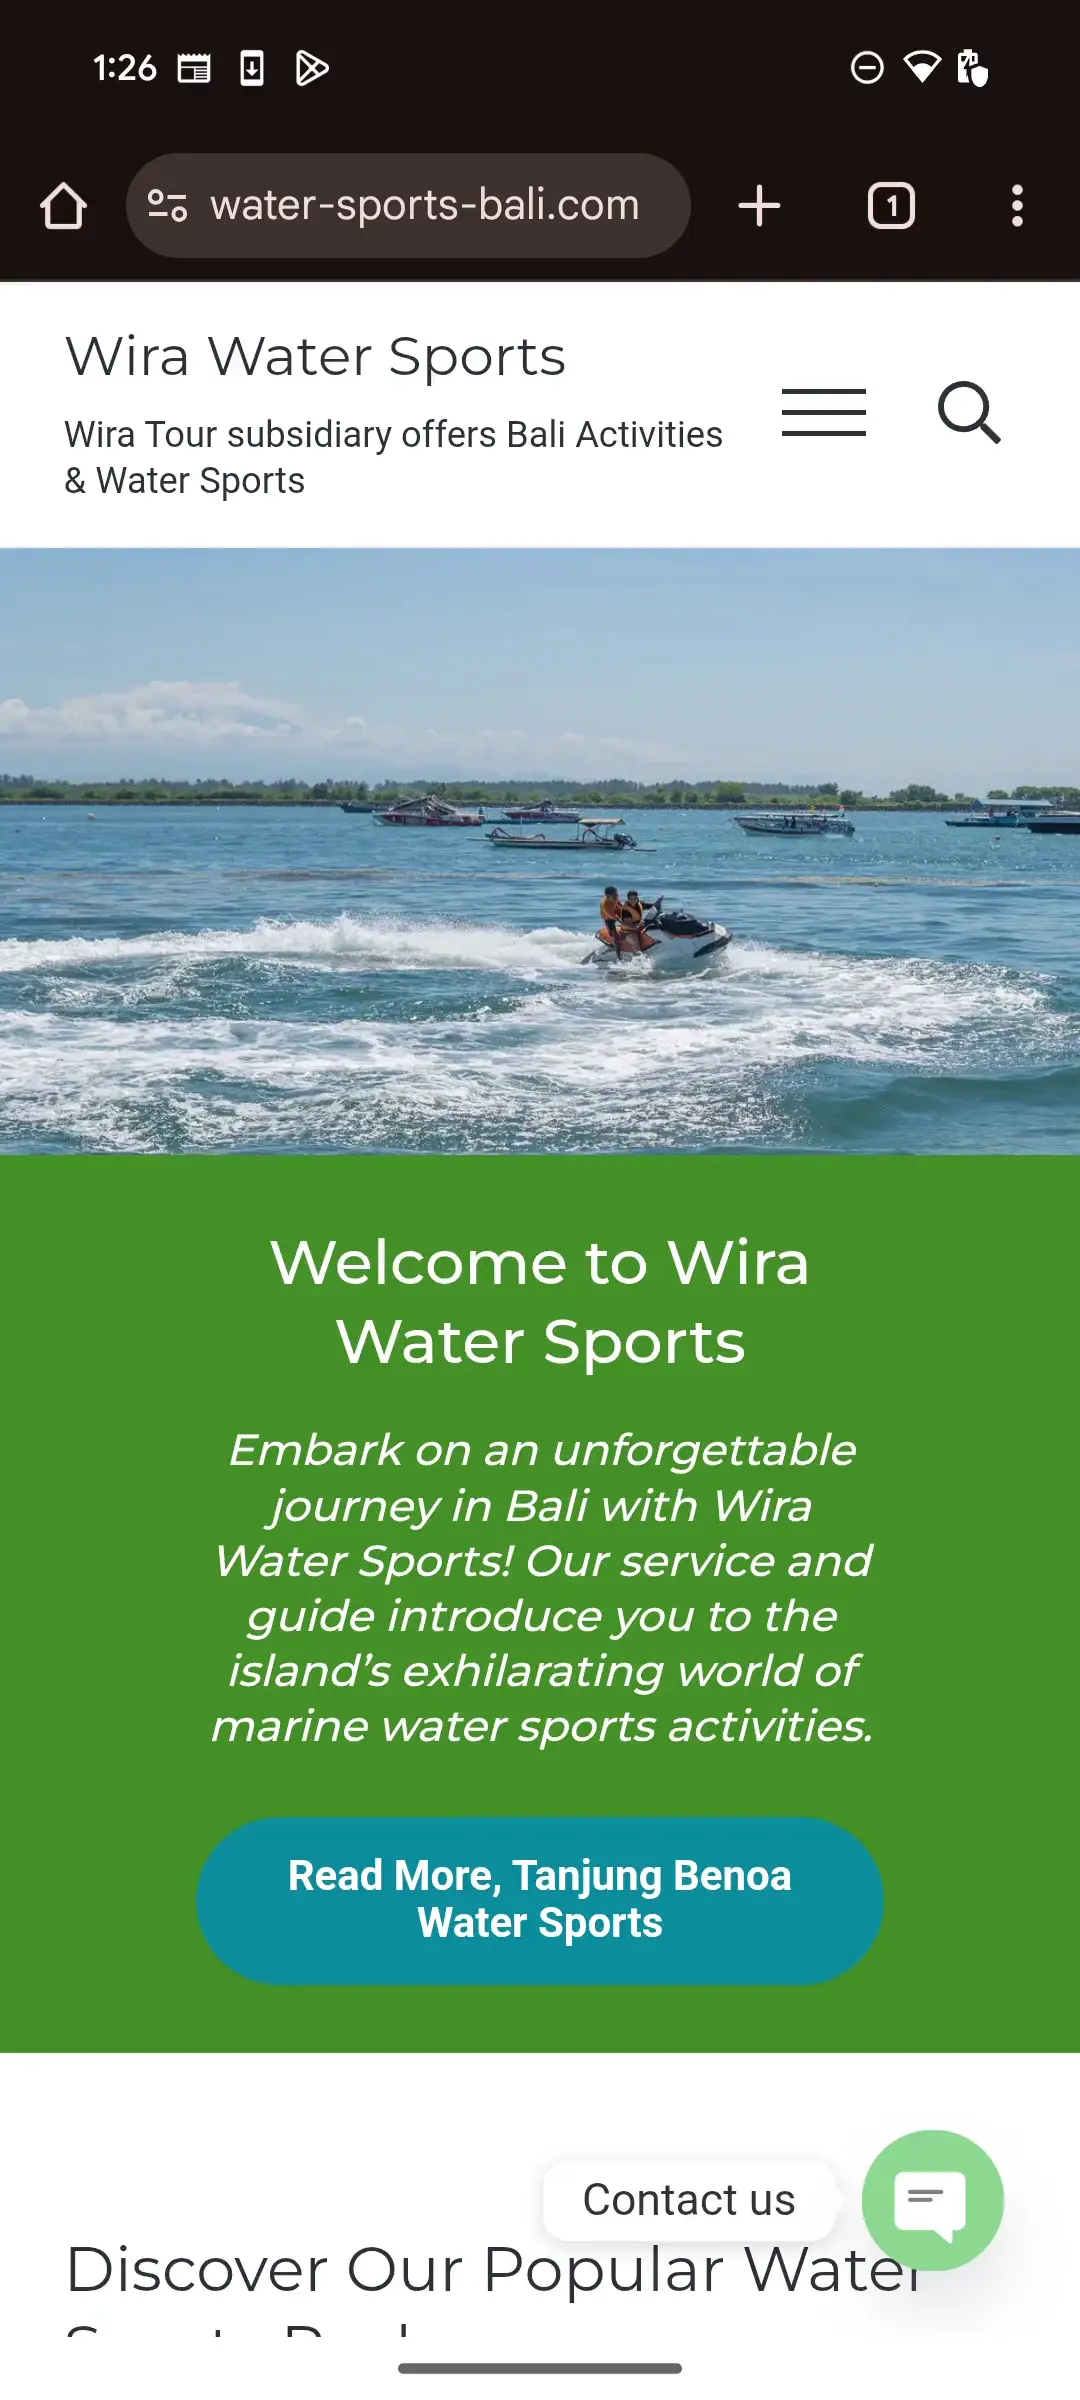 1:26
water-sports-bali.com
1
Wira Water Sports
Wira Tour subsidiary offers Bali Activities
& Water Sports
Welcome to Wira
Water Sports
Embark on an unforgettable
journey in Bali with Wira
Water Sports! Our service and
guide introduce you to the
island’s exhilarating world of
marine water sports activities.
Read More, Tanjung Benoa
Water Sports
Contact us
Discover Our Popular Water